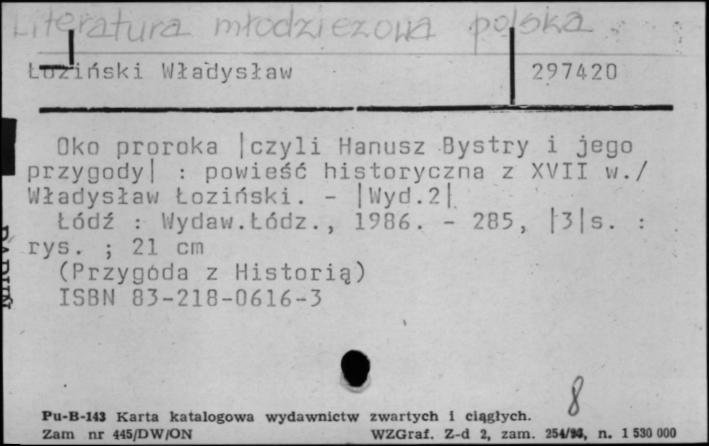 Literatura młodzieżowa polska.
Łoziński Władysław 297420
Oko proroka |czyli Hanusz Bystry i jego
przygody| : powieść historyczna z XVII w./
Władysław Łoziński. - |Wyd.2|
Łódź : Wydaw.Łódz., 1986. - 285, |3|s. :
rys. ; 21 cm
(Przygoda z Historią)
ISBN 83-218-0616-3
8
Pu-B-143 Karta katalogowa wydawnictw zwartych i ciągłych.
Zam nr 445/DW/ON WZGraf. Z-d 2, zam. n. 1 530 000